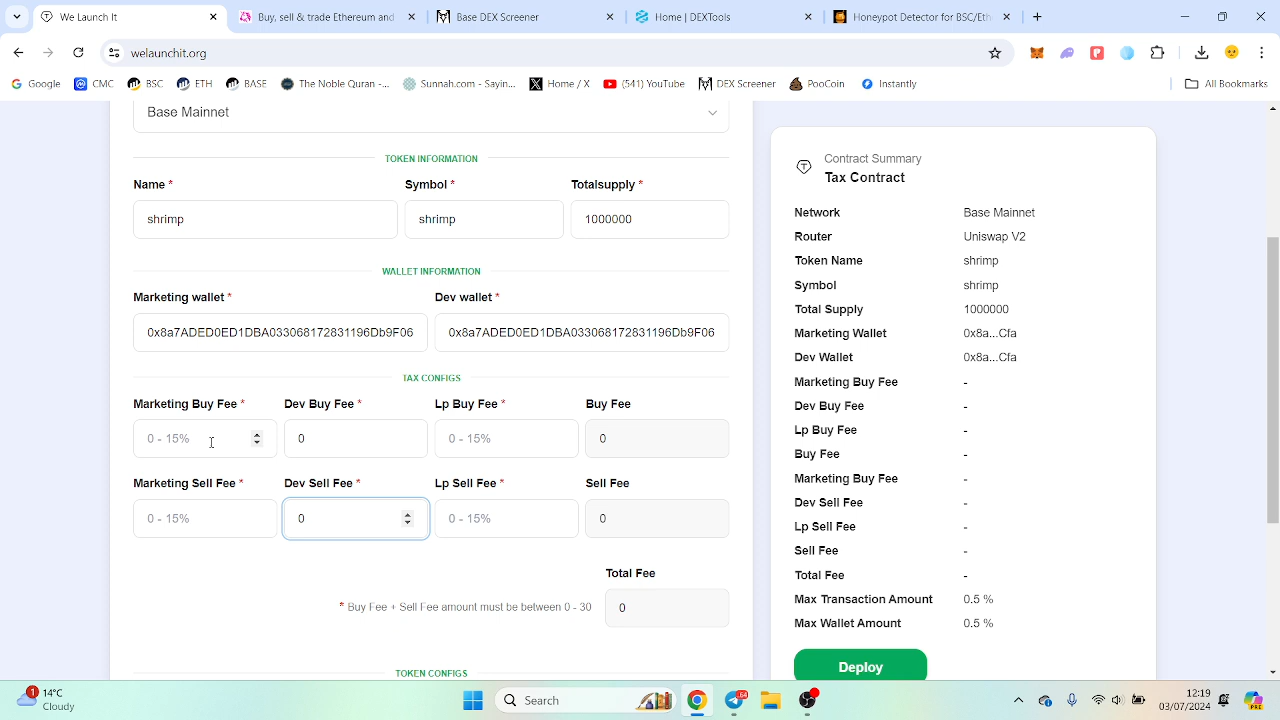 We Launch It
Buy, sell & trade Ethereum and
Base DEX Screener
Home | DEXTools
Honeypot Detector for BSC/Eth
welaunchit.org
Google
CMC
BSC
ETH
BASE
The Noble Quran -...
Sunnah.com - Sayin...
Home / X
(541) YouTube
DEX Screener
PooCoin
Instantly
All Bookmarks
Base Mainnet
TOKEN INFORMATION
Name * Symbol * Totalsupply *
shrimp shrimp 1000000
WALLET INFORMATION
Marketing wallet * Dev wallet *
0x8a7ADED0ED1DBA033068172831196Db9F06 0x8a7ADED0ED1DBA033068172831196Db9F06
TAX CONFIGS
Marketing Buy Fee * Dev Buy Fee * Lp Buy Fee * Buy Fee
0 - 15% 0 0 - 15% 0
Marketing Sell Fee * Dev Sell Fee * Lp Sell Fee * Sell Fee
0 - 15% 0 0 - 15% 0
Total Fee
* Buy Fee + Sell Fee amount must be between 0 - 30 0
TOKEN CONFIGS
Contract Summary
Tax Contract
Network Base Mainnet
Router Uniswap V2
Token Name shrimp
Symbol shrimp
Total Supply 1000000
Marketing Wallet 0x8a...Cfa
Dev Wallet 0x8a...Cfa
Marketing Buy Fee -
Dev Buy Fee -
Lp Buy Fee -
Buy Fee -
Marketing Buy Fee -
Dev Sell Fee -
Lp Sell Fee -
Sell Fee -
Total Fee -
Max Transaction Amount 0.5 %
Max Wallet Amount 0.5 %
Deploy
1
14°C
Cloudy
Search
64
12:19
03/07/2024
PRE